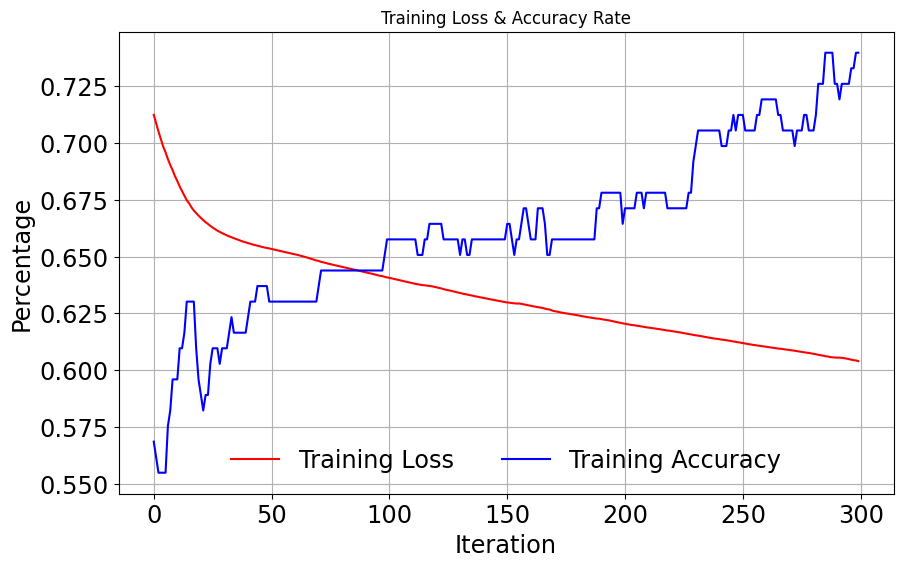 Training Loss & Accuracy Rate
Percentage
0.725
0.700
0.675
0.650
0.625
0.600
0.575
0.550
Training Loss
Training Accuracy
0 50 100 150 200 250 300
Iteration